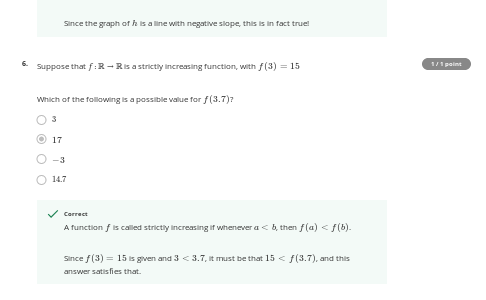 Since the graph of h is a line with negative slope, this is in fact true!
6. Suppose that f : ℝ → ℝ is a strictly increasing function, with f(3) = 15
1 / 1 point
Which of the following is a possible value for f(3.7)?
3
17
−3
14.7
Correct
A function f is called strictly increasing if whenever a < b, then f(a) < f(b).
Since f(3) = 15 is given and 3 < 3.7, it must be that 15 < f(3.7), and this
answer satisfies that.